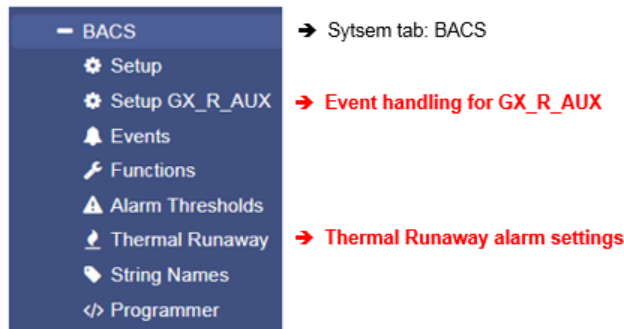 BACS ➔ Sytsem tab: BACS
Setup
Setup GX_R_AUX ➔ Event handling for GX_R_AUX
Events
Functions
Alarm Thresholds
Thermal Runaway ➔ Thermal Runaway alarm settings
String Names
</> Programmer